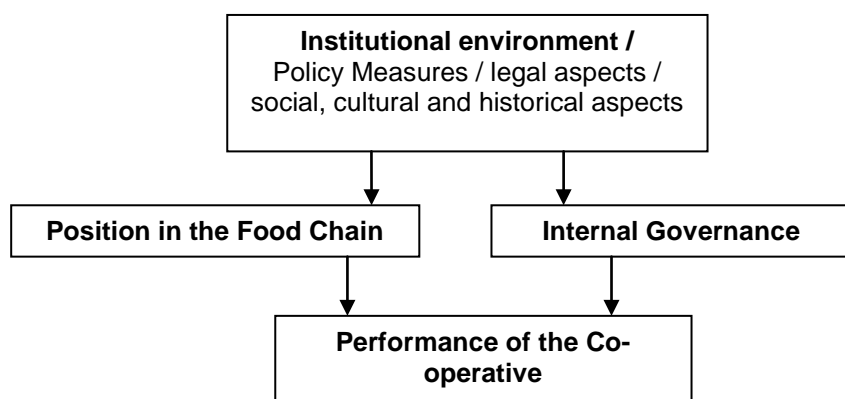 Institutional environment /
Policy Measures / legal aspects /
social, cultural and historical aspects
Position in the Food Chain
Internal Governance
Performance of the Co-
operative